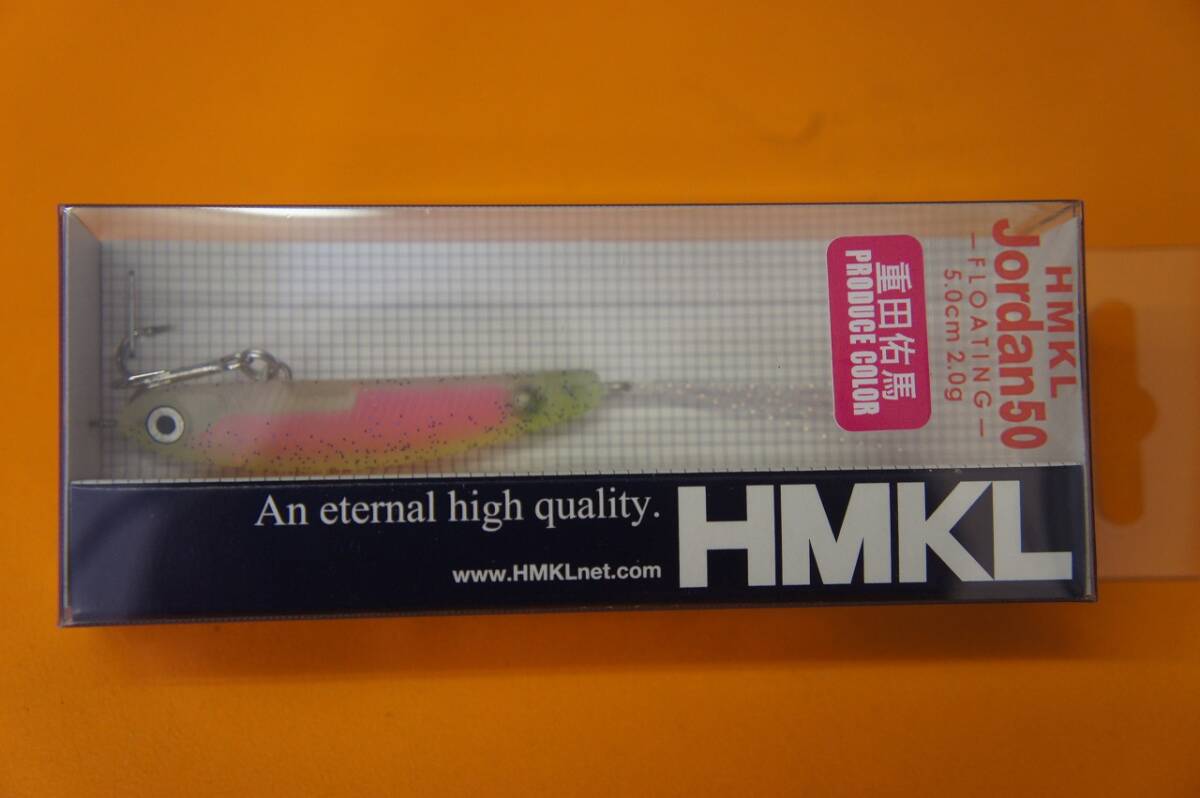 HMKL
Jordan50
—FLOATING—
5.0cm 2.0g
重田佑馬
PRODUCE COLOR
An eternal high quality.
www.HMKLnet.com
HMKL